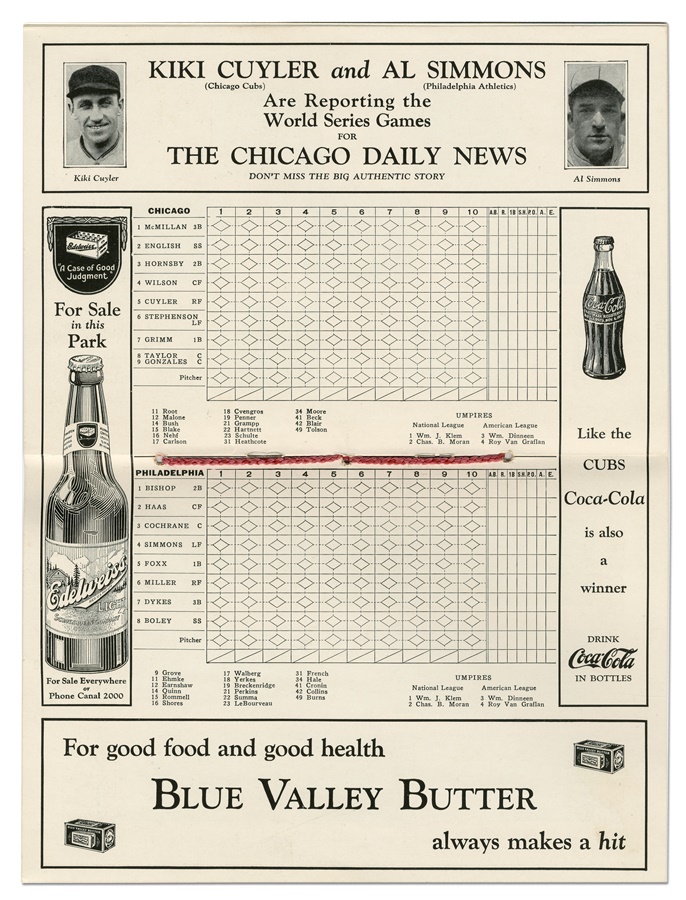 KIKI CUYLER and AL SIMMONS
(Chicago Cubs) (Philadelphia Athletics)
Are Reporting the
World Series Games
FOR
THE CHICAGO DAILY NEWS
DON'T MISS THE BIG AUTHENTIC STORY
Kiki Cuyler
Al Simmons
Edelweiss
"A Case of Good
Judgment"
For Sale
in this
Park
Edelweiss
LIGHT
For Sale Everywhere
or
Phone Canal 2000
CHICAGO 1 2 3 4 5 6 7 8 9 10 A.B. R. 1B S.H. P.O. A. E.
1 McMILLAN 3B
2 ENGLISH SS
3 HORNSBY 2B
4 WILSON CF
5 CUYLER RF
6 STEPHENSON
LF
7 GRIMM 1B
8 TAYLOR C
9 GONZALES C
Pitcher
11 Root
12 Malone
14 Bush
15 Blake
16 Nehf
17 Carlson
18 Cvengros
19 Penner
21 Grampp
22 Hartnett
23 Schulte
31 Heathcote
34 Moore
41 Beck
42 Blair
49 Tolson
UMPIRES
National League American League
1 Wm. J. Klem 3 Wm. Dinneen
2 Chas. B. Moran 4 Roy Van Graflan
PHILADELPHIA 1 2 3 4 5 6 7 8 9 10 A.B. R. 1B S.H. P.O. A. E.
1 BISHOP 2B
2 HAAS CF
3 COCHRANE C
4 SIMMONS LF
5 FOXX 1B
6 MILLER RF
7 DYKES 3B
8 BOLEY SS
Pitcher
9 Grove
11 Ehmke
12 Earnshaw
14 Quinn
15 Rommell
16 Shores
17 Walberg
18 Yerkes
19 Breckenridge
21 Perkins
22 Summa
23 LeBourveau
31 French
34 Hale
41 Cronin
42 Collins
49 Burns
UMPIRES
National League American League
1 Wm. J. Klem 3 Wm. Dinneen
2 Chas. B. Moran 4 Roy Van Graflan
Coca-Cola
Like the
CUBS
Coca-Cola
is also
a
winner
DRINK
Coca-Cola
IN BOTTLES
For good food and good health
BLUE VALLEY BUTTER
always makes a hit